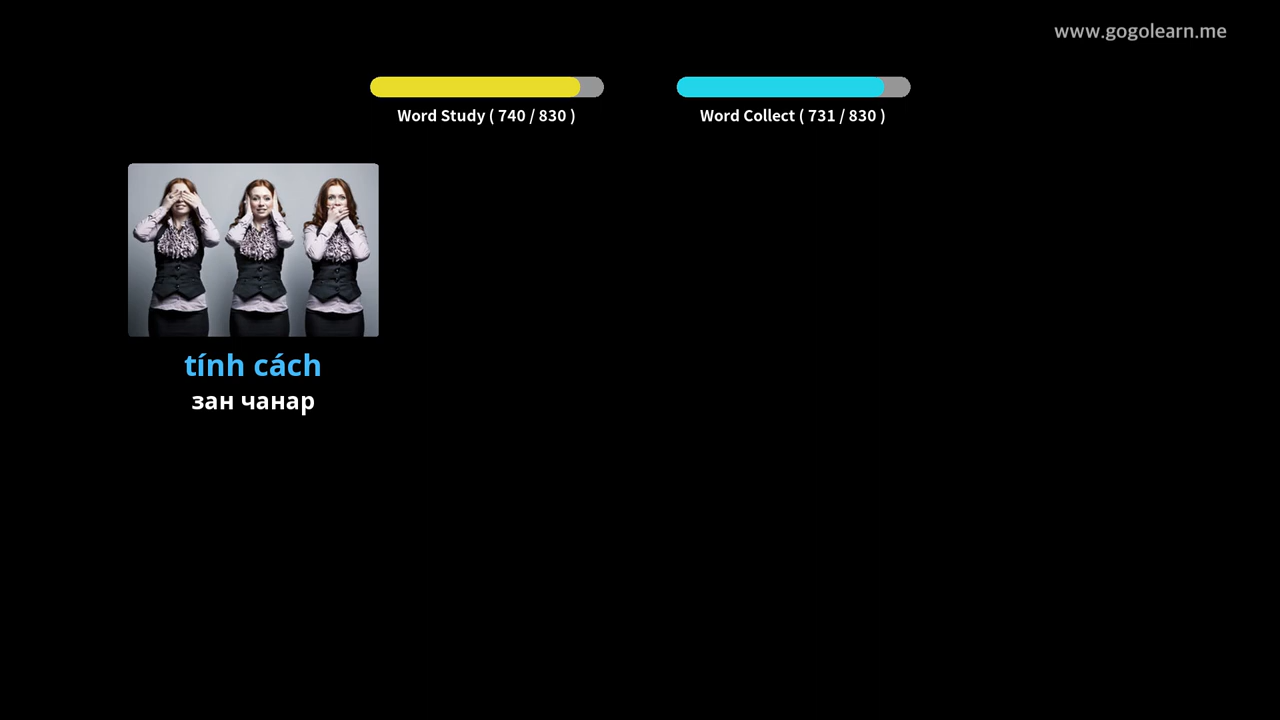 www.gogolearn.me
Word Study ( 740 / 830 )
Word Collect ( 731 / 830 )
tính cách
зан чанар